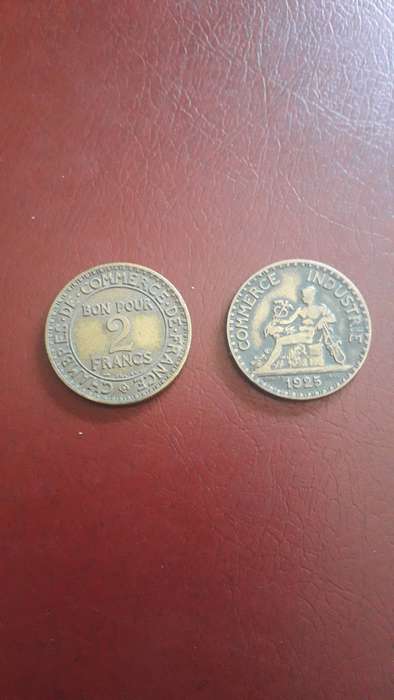 CHAMBRES·DE·COMMERCE·DE·FRANCE
BON POUR
2
FRANCS
COMMERCE INDUSTRIE
1925